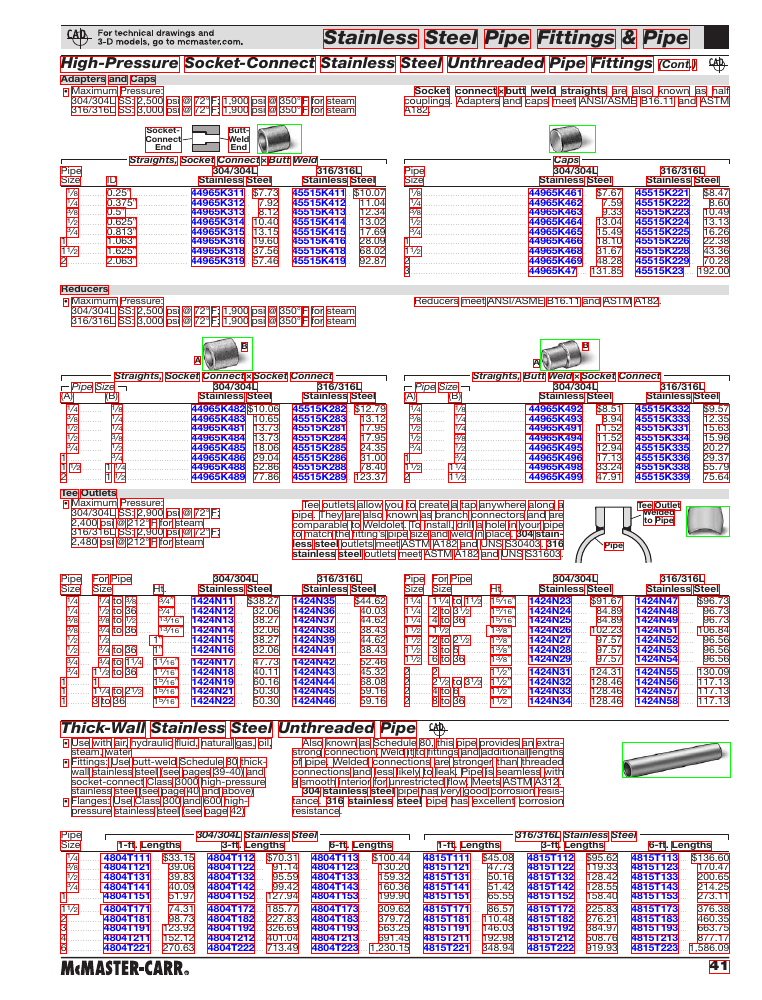 CAD For technical drawings and
3-D models, go to mcmaster.com.
Stainless Steel Pipe Fittings & Pipe
High-Pressure Socket-Connect Stainless Steel Unthreaded Pipe Fittings (Cont.) CAD
Adapters and Caps
• Maximum Pressure:
304/304L SS: 2,500 psi @ 72°F; 1,900 psi @ 350°F for steam
316/316L SS: 3,000 psi @ 72°F; 1,900 psi @ 350°F for steam
Socket connect×butt weld straights are also known as half
couplings. Adapters and caps meet ANSI/ASME B16.11 and ASTM
A182.
Socket-Connect End
Butt-Weld End
Straights, Socket Connect×Butt Weld
Pipe Size ID 304/304L Stainless Steel 316/316L Stainless Steel
1/8 0.25" 44965K311 $7.73 45515K411 $10.07
1/4 0.375" 44965K312 7.92 45515K412 11.04
3/8 0.5" 44965K313 8.12 45515K413 12.34
1/2 0.625" 44965K314 10.40 45515K414 13.02
3/4 0.813" 44965K315 13.15 45515K415 17.69
1 1.063" 44965K316 19.60 45515K416 28.09
1 1/2 1.625" 44965K318 37.56 45515K418 68.02
2 2.063" 44965K319 57.46 45515K419 92.87
Caps
Pipe Size 304/304L Stainless Steel 316/316L Stainless Steel
1/8 44965K461 $7.67 45515K221 $8.47
1/4 44965K462 7.59 45515K222 8.60
3/8 44965K463 9.33 45515K223 10.49
1/2 44965K464 13.04 45515K224 13.13
3/4 44965K465 15.49 45515K225 16.26
1 44965K466 18.10 45515K226 22.38
1 1/2 44965K468 31.67 45515K228 43.36
2 44965K469 48.28 45515K229 70.28
3 44965K47 131.85 45515K23 192.00
Reducers
• Maximum Pressure:
304/304L SS: 2,500 psi @ 72°F; 1,900 psi @ 350°F for steam
316/316L SS: 3,000 psi @ 72°F; 1,900 psi @ 350°F for steam
Reducers meet ANSI/ASME B16.11 and ASTM A182.
A B
A B
Straights, Socket Connect×Socket Connect
Pipe Size (A) (B) 304/304L Stainless Steel 316/316L Stainless Steel
1/4 1/8 44965K482 $10.06 45515K282 $12.79
3/8 1/4 44965K483 10.65 45515K283 13.12
1/2 1/4 44965K481 13.73 45515K281 17.95
1/2 3/8 44965K484 13.73 45515K284 17.95
3/4 1/2 44965K485 18.06 45515K285 24.35
1 3/4 44965K486 29.04 45515K286 31.00
1 1/2 1 44965K488 52.86 45515K288 78.40
2 1 1/2 44965K489 77.86 45515K289 123.37
Straights, Butt Weld×Socket Connect
Pipe Size (A) (B) 304/304L Stainless Steel 316/316L Stainless Steel
1/4 1/8 44965K492 $8.51 45515K332 $9.57
3/8 1/4 44965K493 8.94 45515K333 12.35
1/2 1/4 44965K491 11.52 45515K331 15.63
1/2 3/8 44965K494 11.52 45515K334 15.96
3/4 1/2 44965K495 12.94 45515K335 20.27
1 3/4 44965K496 17.13 45515K336 29.37
1 1/2 1 1/4 44965K498 33.24 45515K338 55.79
2 1 1/2 44965K499 47.91 45515K339 75.64
Tee Outlets
• Maximum Pressure:
304/304L SS: 2,900 psi @ 72°F;
2,400 psi @ 212°F for steam
316/316L SS: 2,900 psi @ 72°F;
2,480 psi @ 212°F for steam
Tee outlets allow you to create a tap anywhere along a
pipe. They are also known as branch connectors and are
comparable to Weldolet. To install, drill a hole in your pipe
to match the fitting's pipe size and weld in place. 304 stain-
less steel outlets meet ASTM A182 and UNS S30403. 316
stainless steel outlets meet ASTM A182 and UNS S31603.
Tee Outlet
Welded
to Pipe
Pipe
Pipe Size For Pipe Size Ht. 304/304L Stainless Steel 316/316L Stainless Steel
1/4 1/4 to 3/8 3/4" 1424N11 $38.27 1424N35 $44.62
1/4 1/2 to 36 3/4" 1424N12 32.06 1424N36 40.03
1/2 1/2 to 3/4 13/16" 1424N13 38.27 1424N37 44.62
3/8 3/4 to 36 13/16" 1424N14 32.06 1424N38 38.43
1/2 1/2 1" 1424N15 38.27 1424N39 44.62
1/2 3/4 to 36 1" 1424N16 32.06 1424N41 38.43
3/4 3/4 to 1 1/4 1 1/16" 1424N17 47.73 1424N42 52.46
3/4 1 1/2 to 36 1 1/16" 1424N18 40.11 1424N43 45.32
1 1 1 5/16" 1424N19 60.16 1424N44 68.08
1 1 1/4 to 2 1/2 1 5/16" 1424N21 50.30 1424N45 59.16
1 3 to 36 1 5/16" 1424N22 50.30 1424N46 59.16
Pipe Size For Pipe Size Ht. 304/304L Stainless Steel 316/316L Stainless Steel
1 1/4 1 1/4 to 1 1/2 1 5/16" 1424N23 $91.67 1424N47 $96.73
1 1/4 2 to 3 1 5/16" 1424N24 84.89 1424N48 96.73
1 1/4 4 to 36 1 5/16" 1424N25 84.89 1424N49 96.73
1 1/2 1 1/2 1 3/8" 1424N26 102.23 1424N51 106.84
1 1/2 2 to 2 1/2 1 3/8" 1424N27 97.57 1424N52 96.56
1 1/2 3 to 5 1 3/8" 1424N28 97.57 1424N53 96.56
1 1/2 6 to 36 1 3/8" 1424N29 97.57 1424N54 96.56
2 2 1 1/2" 1424N31 124.31 1424N55 130.09
2 2 1/2 to 3 1/2 1 1/2" 1424N32 128.46 1424N56 117.13
2 4 to 6 1 1/2" 1424N33 128.46 1424N57 117.13
2 8 to 36 1 1/2" 1424N34 128.46 1424N58 117.13
Thick-Wall Stainless Steel Unthreaded Pipe CAD
• Use with air, hydraulic fluid, natural gas, oil,
steam, water
• Fittings: Use butt-weld (Schedule 80 thick-
wall stainless steel (see pages 39-40) and
socket-connect Class 3000 high-pressure
stainless steel (see page 40 and above)
• Flanges: Use Class 300 and 600 high-
pressure stainless steel (see page 42)
Also known as Schedule 80, this pipe provides an extra-
strong connection. Weld it to fittings and additional lengths
of pipe. Welded connections are stronger than threaded
connections and less likely to leak. Pipe is seamless with
a smooth interior for unrestricted flow. Meets ASTM A312.
304 stainless steel pipe has very good corrosion resis-
tance. 316 stainless steel pipe has excellent corrosion
resistance.
304/304L Stainless Steel 316/316L Stainless Steel
Pipe Size 1-ft. Lengths 3-ft. Lengths 6-ft. Lengths 1-ft. Lengths 3-ft. Lengths 6-ft. Lengths
1/4 4804T111 $33.15 4804T112 $70.31 4804T113 $100.44 4815T111 $45.08 4815T112 $95.62 4815T113 $136.60
3/8 4804T121 39.06 4804T122 91.14 4804T123 130.20 4815T121 47.73 4815T122 119.33 4815T123 170.47
1/2 4804T131 39.83 4804T132 95.59 4804T133 159.32 4815T131 50.16 4815T132 128.43 4815T133 200.65
3/4 4804T141 40.09 4804T142 99.42 4804T143 160.36 4815T141 51.42 4815T142 128.55 4815T143 214.25
1 4804T151 51.97 4804T152 127.94 4804T153 199.90 4815T151 65.55 4815T152 158.40 4815T153 273.11
1 1/2 4804T171 74.31 4804T172 185.77 4804T173 309.62 4815T171 86.57 4815T172 225.83 4815T173 376.38
2 4804T181 98.73 4804T182 227.83 4804T183 379.72 4815T181 110.48 4815T182 276.21 4815T183 460.35
3 4804T191 123.92 4804T192 326.69 4804T193 563.25 4815T191 146.03 4815T192 384.97 4815T193 663.75
4 4804T211 152.12 4804T212 401.04 4804T213 691.45 4815T211 192.98 4815T212 508.76 4815T213 877.17
6 4804T221 270.63 4804T222 713.49 4804T223 1,230.15 4815T221 348.94 4815T222 919.93 4815T223 1,586.09
McMASTER-CARR®
41